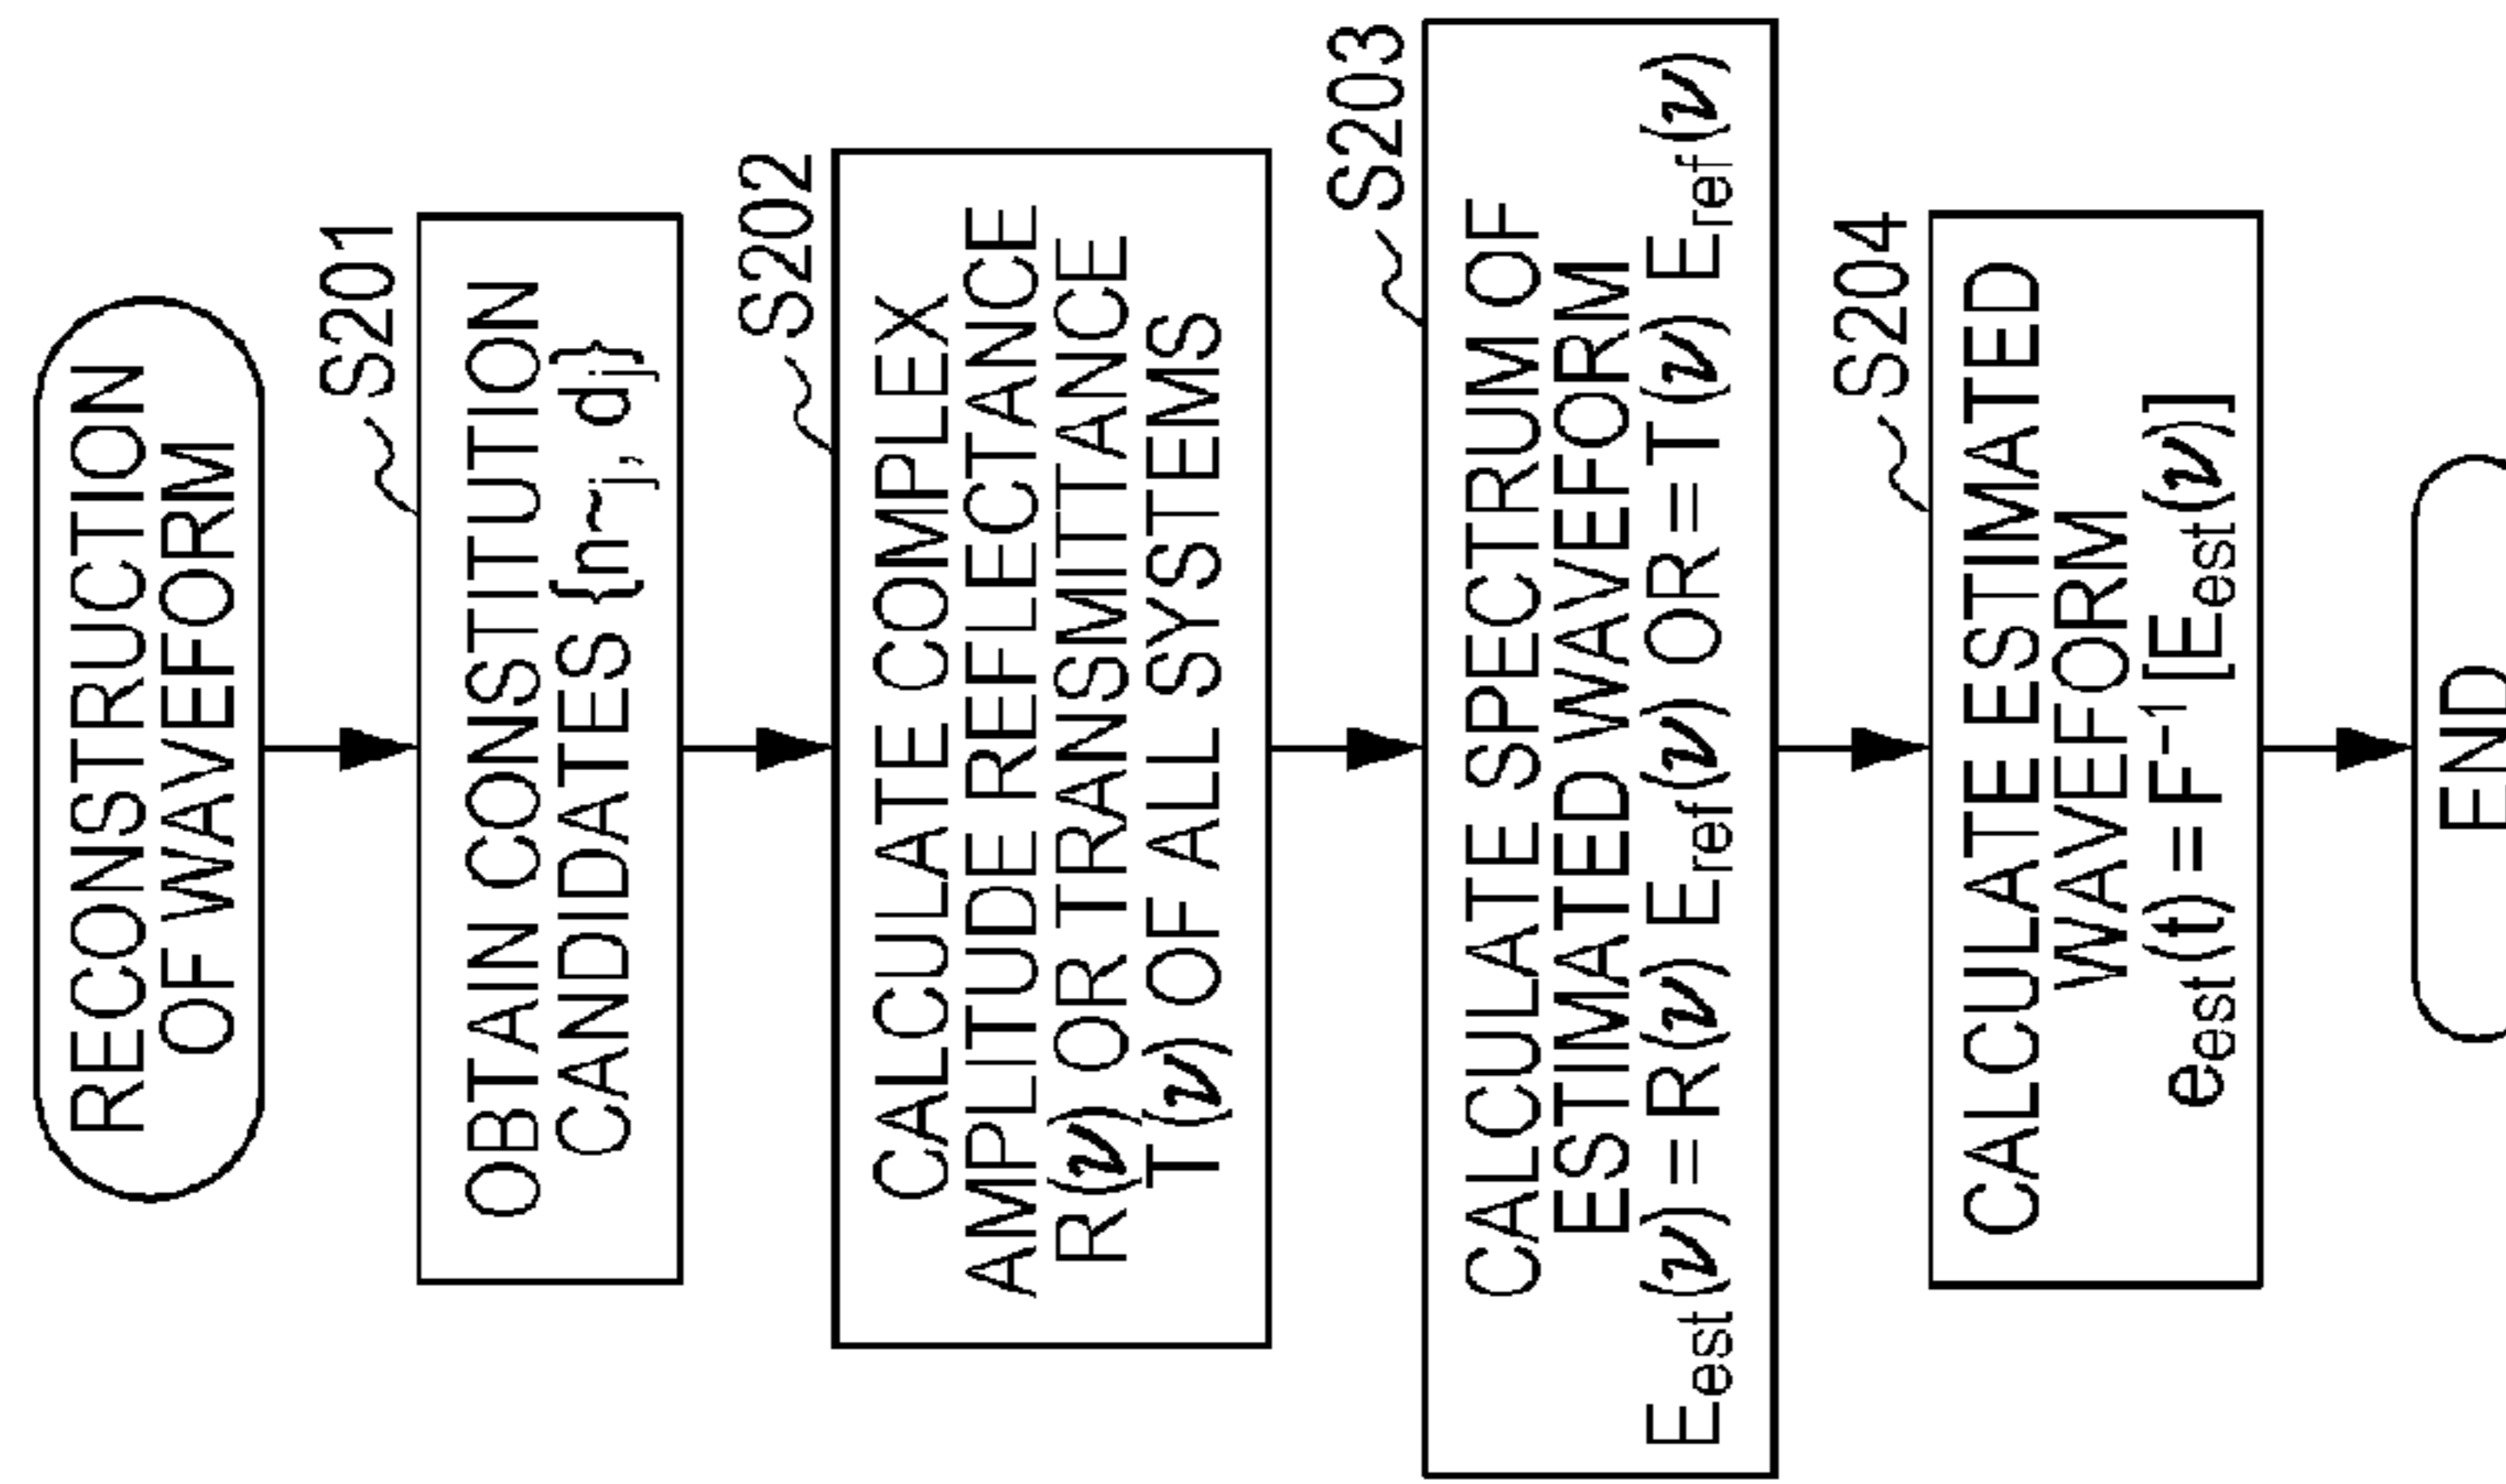 RECONSTRUCTION
OF WAVEFORM
S201
OBTAIN CONSTITUTION
CANDIDATES {n~j, dj}
S202
CALCULATE COMPLEX
AMPLITUDE REFLECTANCE
R(ν) OR TRANSMITTANCE
T(ν) OF ALL SYSTEMS
S203
CALCULATE SPECTRUM OF
ESTIMATED WAVEFORM
Eest(ν) = R(ν) Eref(ν) OR = T(ν) Eref(ν)
S204
CALCULATE ESTIMATED
WAVEFORM
eest(t) = F⁻¹ [Eest(ν)]
END